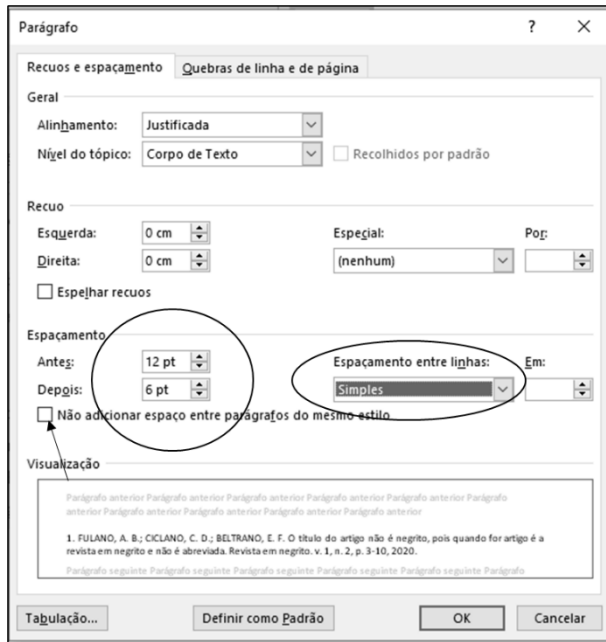 Parágrafo ? ×
Recuos e espaçamento Quebras de linha e de página
Geral
Alinhamento: Justificada
Nível do tópico: Corpo de Texto Recolhidos por padrão
Recuo
Esquerda: 0 cm Especial: Por:
Direita: 0 cm (nenhum)
Espelhar recuos
Espaçamento
Antes: 12 pt Espaçamento entre linhas: Em:
Depois: 6 pt Simples
Não adicionar espaço entre parágrafos do mesmo estilo
Visualização
Parágrafo anterior Parágrafo anterior Parágrafo anterior Parágrafo anterior Parágrafo anterior Parágrafo
anterior Parágrafo anterior Parágrafo anterior Parágrafo anterior Parágrafo anterior
1. FULANO, A. B.; CICLANO, C. D.; BELTRANO, E. F. O título do artigo não é negrito, pois quando for artigo é a
revista em negrito e não é abreviada. Revista em negrito. v. 1, n. 2, p. 3-10, 2020.
Parágrafo seguinte Parágrafo seguinte Parágrafo seguinte Parágrafo seguinte Parágrafo seguinte Parágrafo
Tabulação... Definir como Padrão OK Cancelar